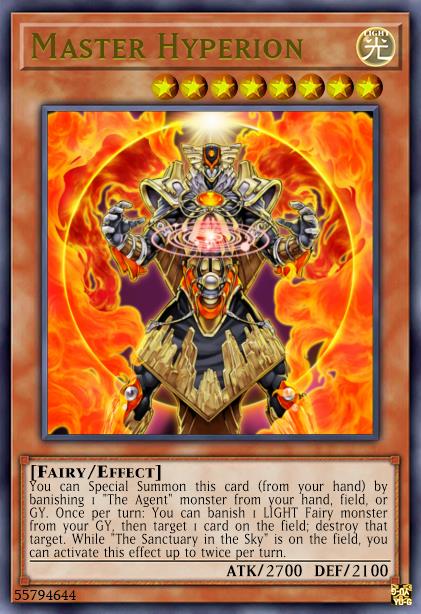 MASTER HYPERION
LIGHT
光
[FAIRY/EFFECT]
You can Special Summon this card (from your hand) by
banishing 1 "The Agent" monster from your hand, field, or
GY. Once per turn: You can banish 1 LIGHT Fairy monster
from your GY, then target 1 card on the field; destroy that
target. While "The Sanctuary in the Sky" is on the field, you
can activate this effect up to twice per turn.
ATK/2700 DEF/2100
55794644